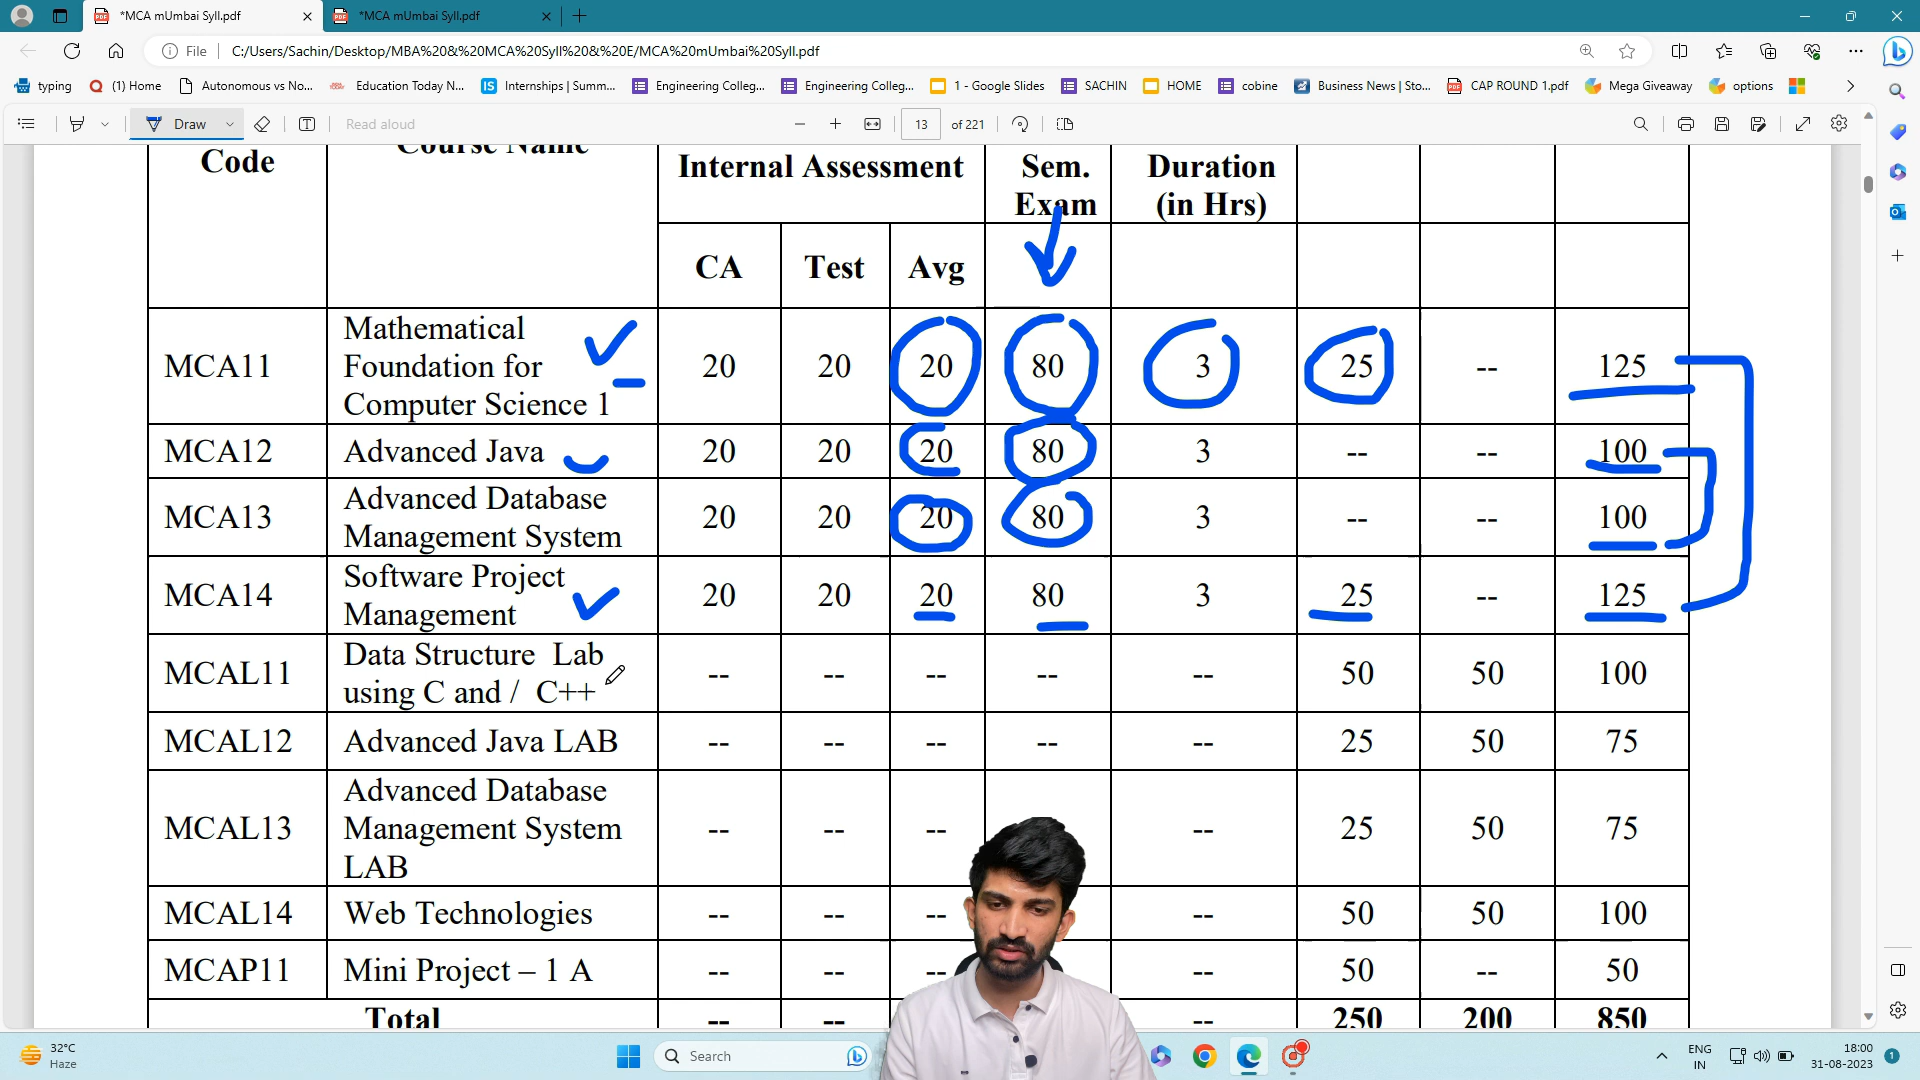 *MCA mUmbai Syll.pdf
*MCA mUmbai Syll.pdf
File
C:/Users/Sachin/Desktop/MBA%20&%20MCA%20Syll%20&%20E/MCA%20mUmbai%20Syll.pdf
typing
(1) Home
Autonomous vs No...
Education Today N...
Internships | Summ...
Engineering Colleg...
Engineering Colleg...
1 - Google Slides
SACHIN
HOME
cobine
Business News | Sto...
CAP ROUND 1.pdf
Mega Giveaway
options
Draw
Read aloud
13 of 221
Code Course Name Internal Assessment Sem. Exam Duration (in Hrs)
CA Test Avg
MCA11 Mathematical Foundation for Computer Science 1 20 20 20 80 3 25 -- 125
MCA12 Advanced Java 20 20 20 80 3 -- -- 100
MCA13 Advanced Database Management System 20 20 20 80 3 -- -- 100
MCA14 Software Project Management 20 20 20 80 3 25 -- 125
MCAL11 Data Structure Lab using C and / C++ -- -- -- -- -- 50 50 100
MCAL12 Advanced Java LAB -- -- -- -- -- 25 50 75
MCAL13 Advanced Database Management System LAB -- -- -- -- 25 50 75
MCAL14 Web Technologies -- -- -- -- 50 50 100
MCAP11 Mini Project – 1 A -- -- -- -- 50 -- 50
Total -- -- -- 250 200 850
32°C
Haze
Search
ENG
IN
18:00
31-08-2023
1